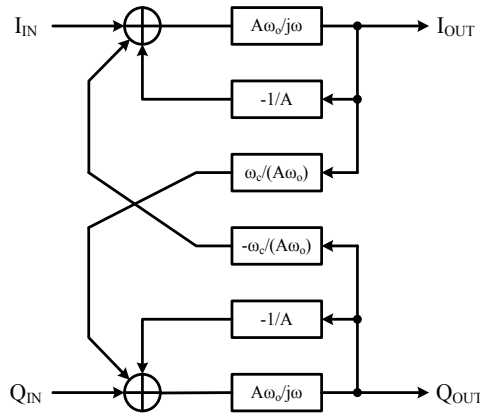 I_IN Aω_o/jω I_OUT
-1/A
ω_c/(Aω_o)
-ω_c/(Aω_o)
-1/A
Q_IN Aω_o/jω Q_OUT